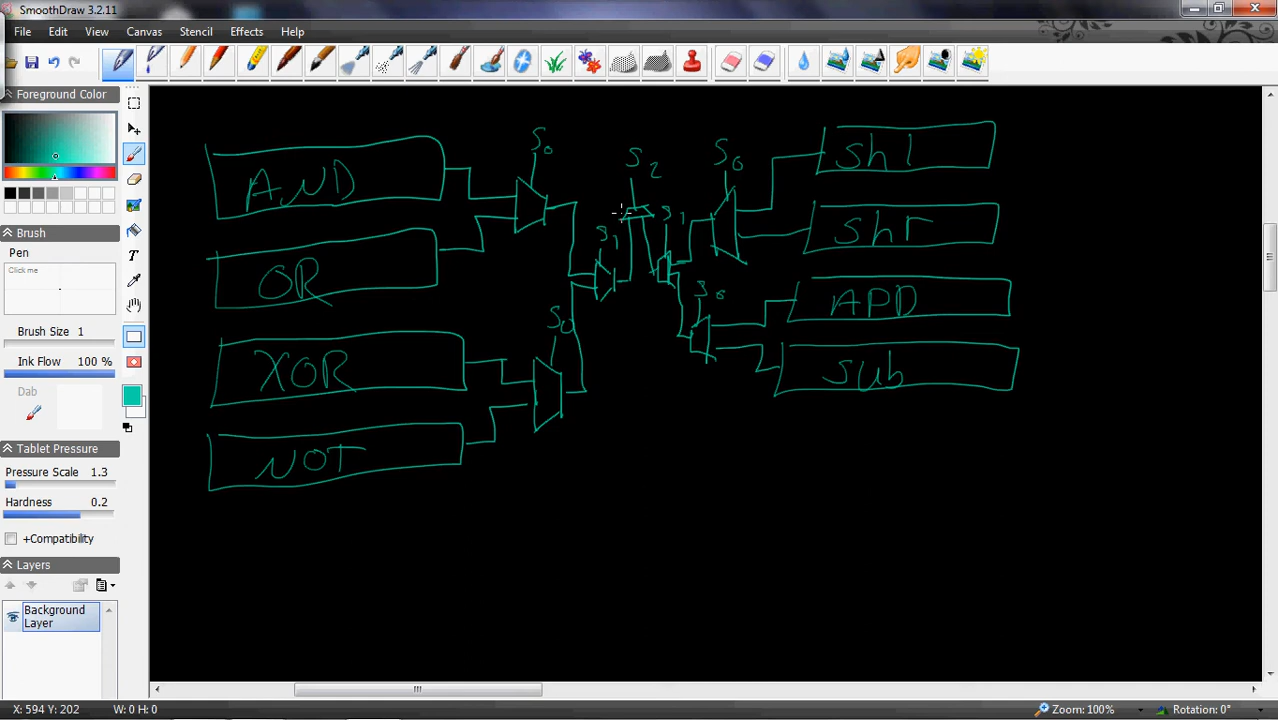 SmoothDraw 3.2.11
File Edit View Canvas Stencil Effects Help
Foreground Color
Brush
Pen
Click me
Brush Size 1
Ink Flow 100 %
Dab
Tablet Pressure
Pressure Scale 1.3
Hardness 0.2
+Compatibility
Layers
Background
Layer
AND
OR
XOR
NOT
S0
S0
S1
S2
S1
S0
S0
Shl
Shr
ADD
Sub
X: 594 Y: 202
W: 0 H: 0
Zoom: 100%
Rotation: 0°